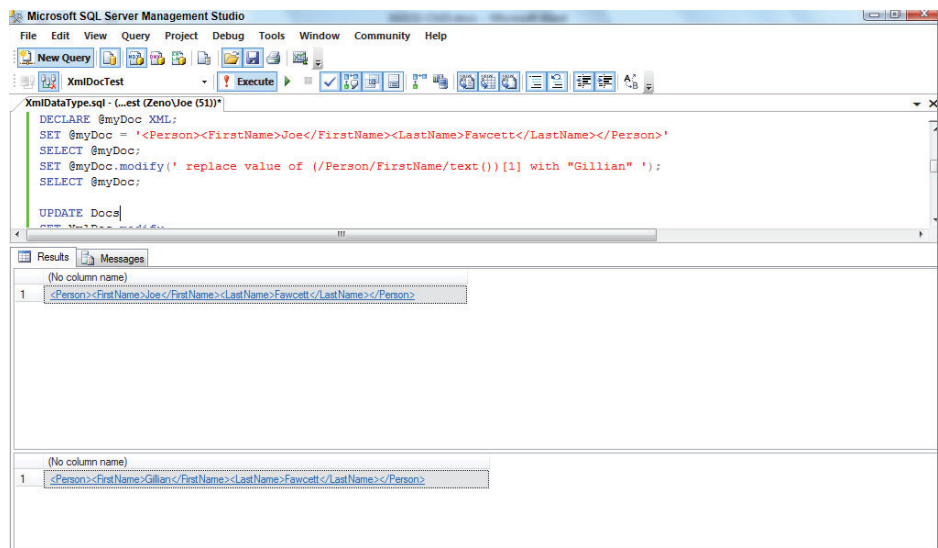 Microsoft SQL Server Management Studio
File Edit View Query Project Debug Tools Window Community Help
New Query
XmlDocTest Execute
XmlDataType.sql - (...est (Zeno\Joe (51))*
DECLARE @myDoc XML;
SET @myDoc = '<Person><FirstName>Joe</FirstName><LastName>Fawcett</LastName></Person>'
SELECT @myDoc;
SET @myDoc.modify(' replace value of (/Person/FirstName/text())[1] with "Gillian" ');
SELECT @myDoc;
UPDATE Docs
SET XmlDoc.modify
Results Messages
(No column name)
1 <Person><FirstName>Joe</FirstName><LastName>Fawcett</LastName></Person>
(No column name)
1 <Person><FirstName>Gillian</FirstName><LastName>Fawcett</LastName></Person>